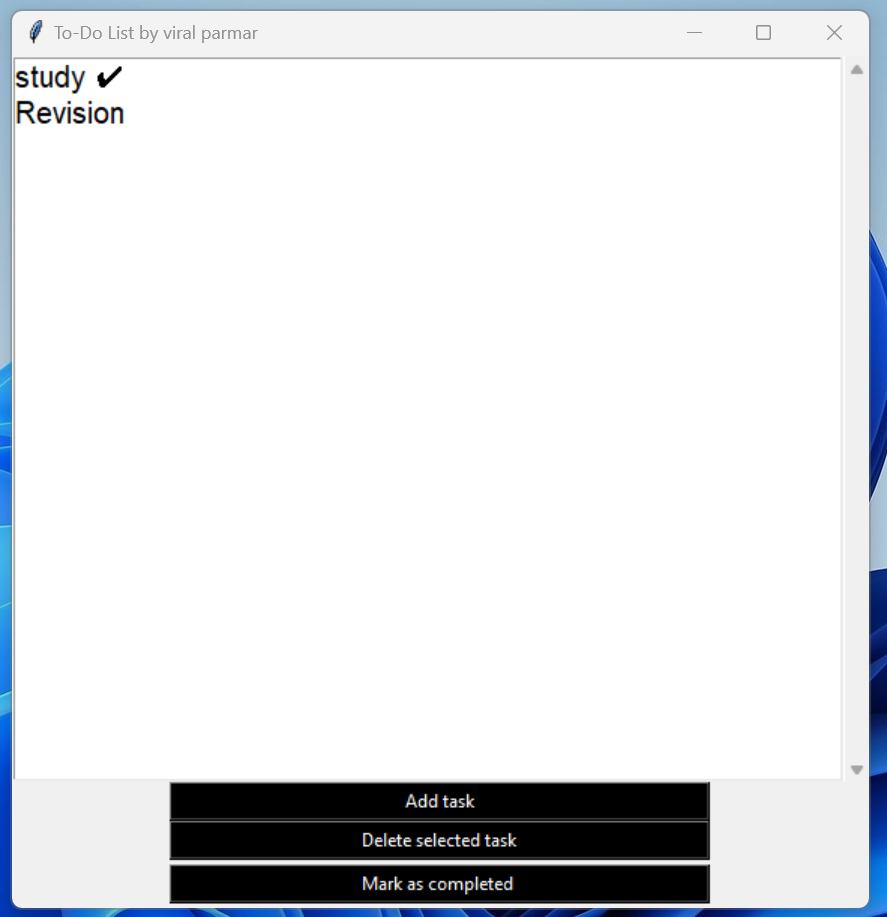 To-Do List by viral parmar
study ✔
Revision
Add task
Delete selected task
Mark as completed